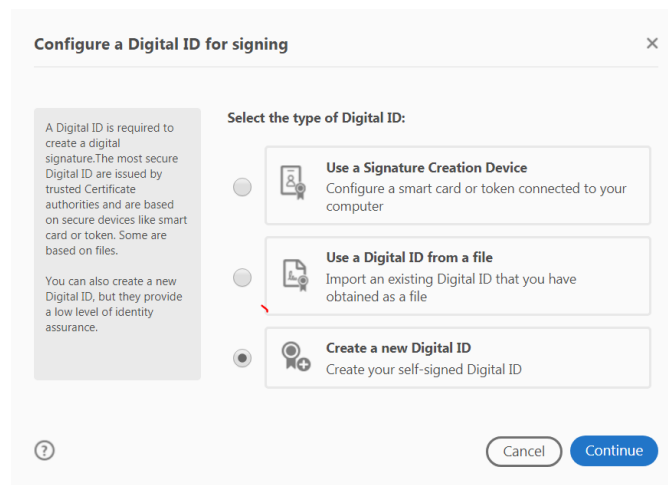 Configure a Digital ID for signing
A Digital ID is required to
create a digital
signature.The most secure
Digital ID are issued by
trusted Certificate
authorities and are based
on secure devices like smart
card or token. Some are
based on files.
You can also create a new
Digital ID, but they provide
a low level of identity
assurance.
Select the type of Digital ID:
Use a Signature Creation Device
Configure a smart card or token connected to your
computer
Use a Digital ID from a file
Import an existing Digital ID that you have
obtained as a file
Create a new Digital ID
Create your self-signed Digital ID
?
Cancel
Continue